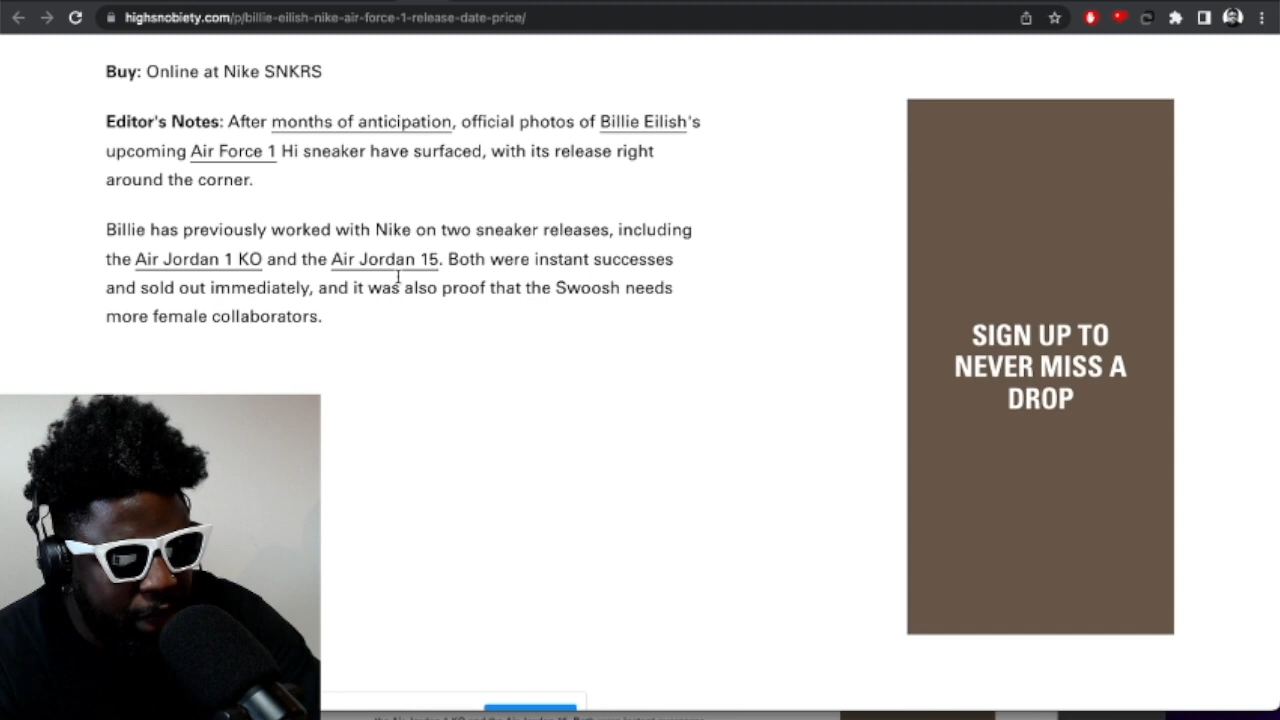 highsnobiety.com/p/billie-eilish-nike-air-force-1-release-date-price/
Buy: Online at Nike SNKRS
Editor's Notes: After months of anticipation, official photos of Billie Eilish's
upcoming Air Force 1 Hi sneaker have surfaced, with its release right
around the corner.
Billie has previously worked with Nike on two sneaker releases, including
the Air Jordan 1 KO and the Air Jordan 15. Both were instant successes
and sold out immediately, and it was also proof that the Swoosh needs
more female collaborators.
SIGN UP TO
NEVER MISS A
DROP